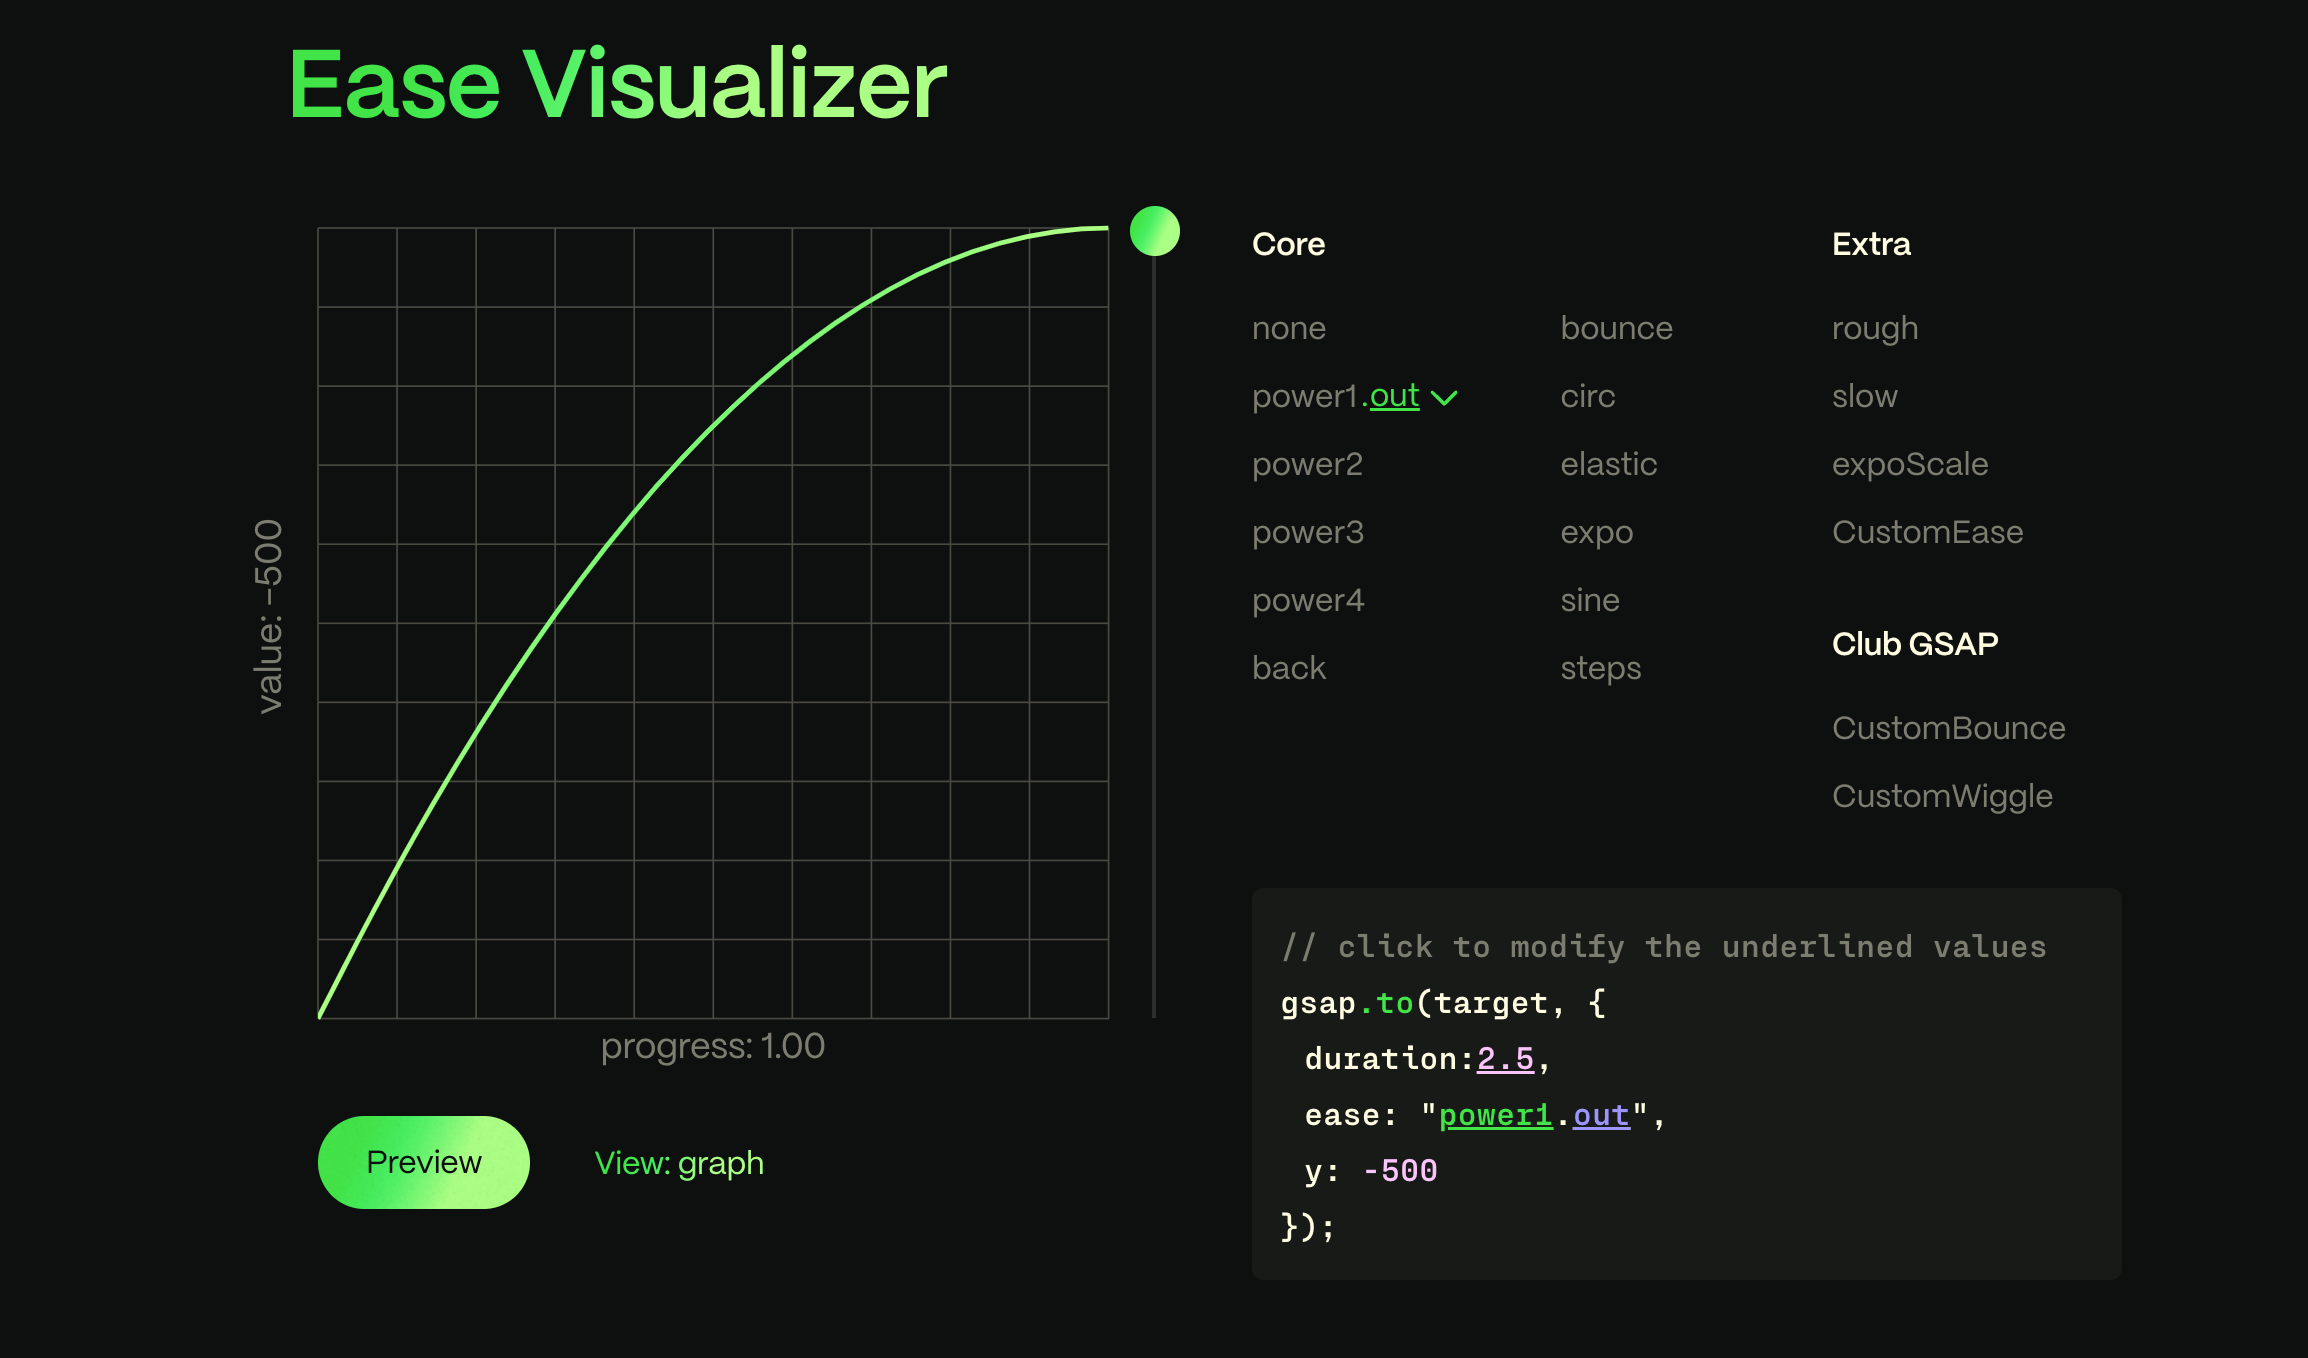 Ease Visualizer
value: -500
progress: 1.00
Preview
View: graph
Core
none
power1.out
power2
power3
power4
back
bounce
circ
elastic
expo
sine
steps
Extra
rough
slow
expoScale
CustomEase
Club GSAP
CustomBounce
CustomWiggle
// click to modify the underlined values
gsap.to(target, {
duration:2.5,
ease: "power1.out",
y: -500
});